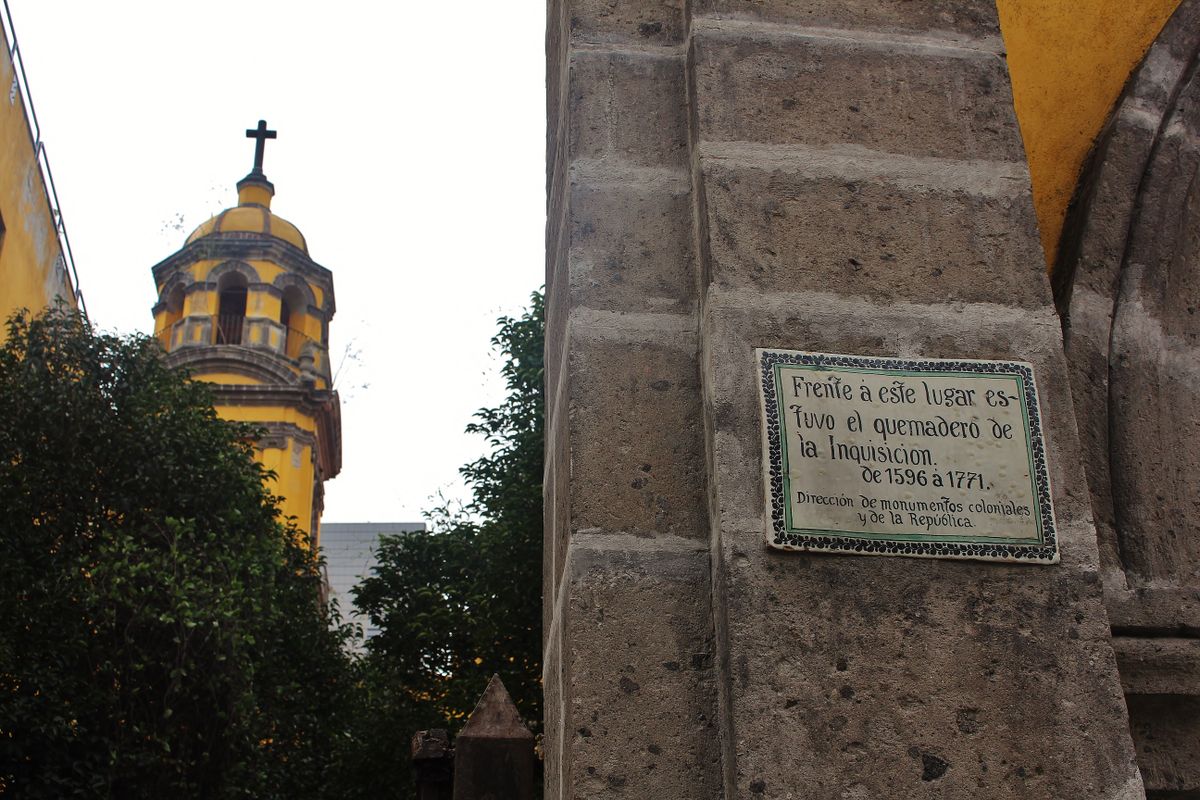 Frente à este lugar es-
tuvo el quemadero de
la Inquisicion.
de 1596 à 1771.
Dirección de monumentos coloniales
y de la República.